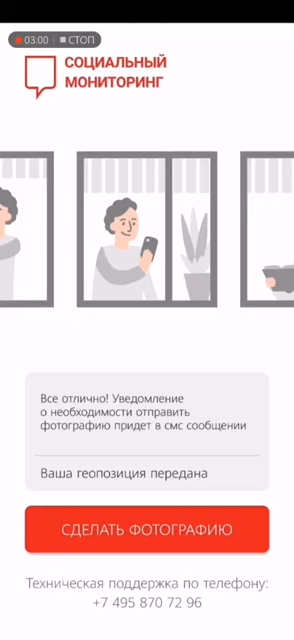 03:00 СТОП
СОЦИАЛЬНЫЙ
МОНИТОРИНГ
Все отлично! Уведомление
о необходимости отправить
фотографию придет в смс сообщении
Ваша геопозиция передана
СДЕЛАТЬ ФОТОГРАФИЮ
Техническая поддержка по телефону:
+7 495 870 72 96